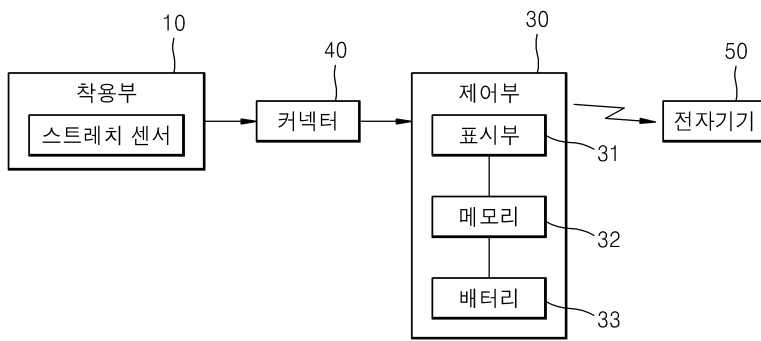 10
착용부
스트레치 센서
40
커넥터
30
제어부
표시부
31
메모리
32
배터리
33
50
전자기기